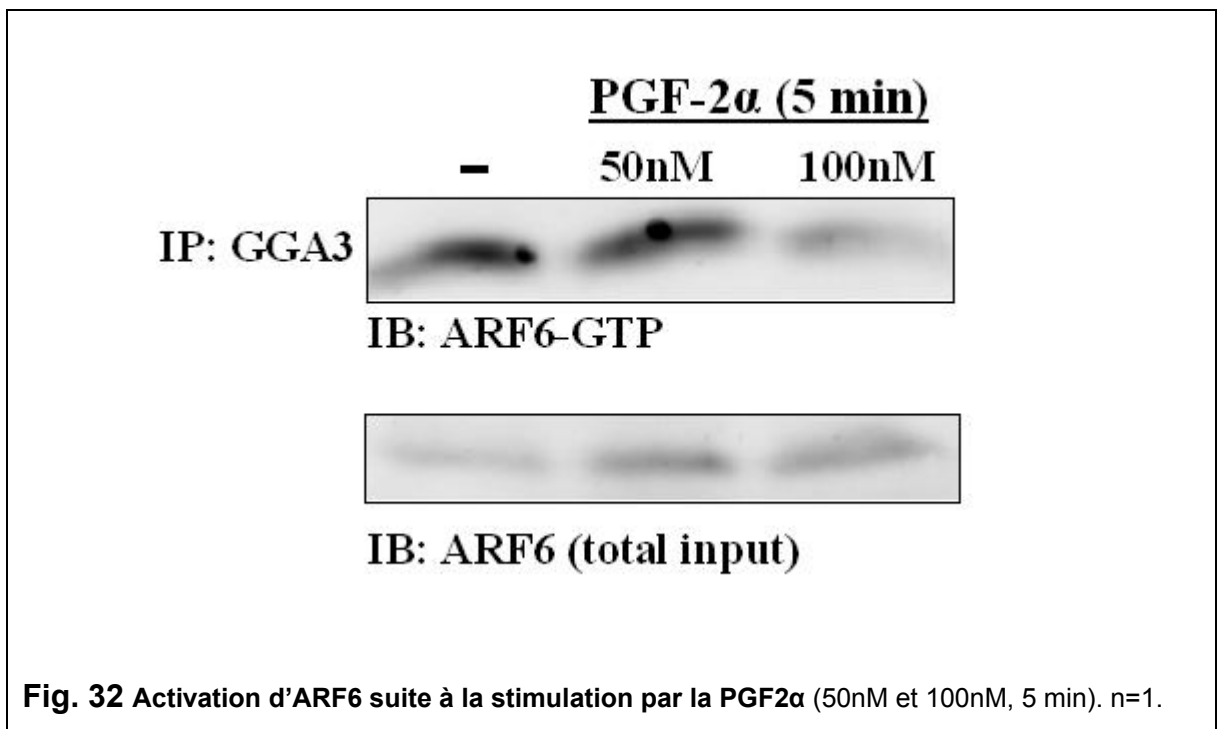 PGF-2α (5 min)
– 50nM 100nM
IP: GGA3
IB: ARF6-GTP
IB: ARF6 (total input)
Fig. 32 Activation d’ARF6 suite à la stimulation par la PGF2α (50nM et 100nM, 5 min). n=1.